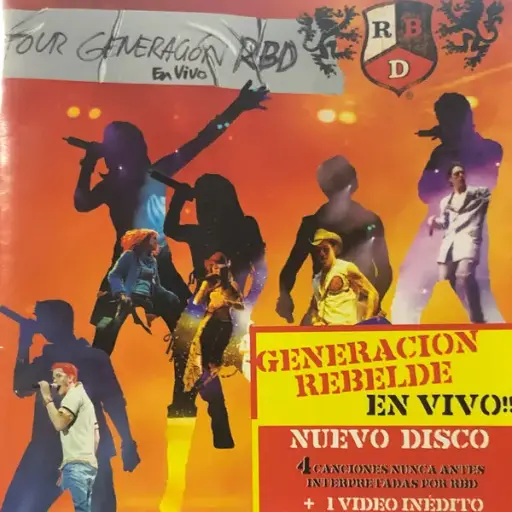 TOUR GENERACIÓN RBD
En Vivo
R B
D
GENERACION
REBELDE
EN VIVO!!
NUEVO DISCO
4 CANCIONES NUNCA ANTES
INTERPRETADAS POR RBD
+ 1 VIDEO INÉDITO